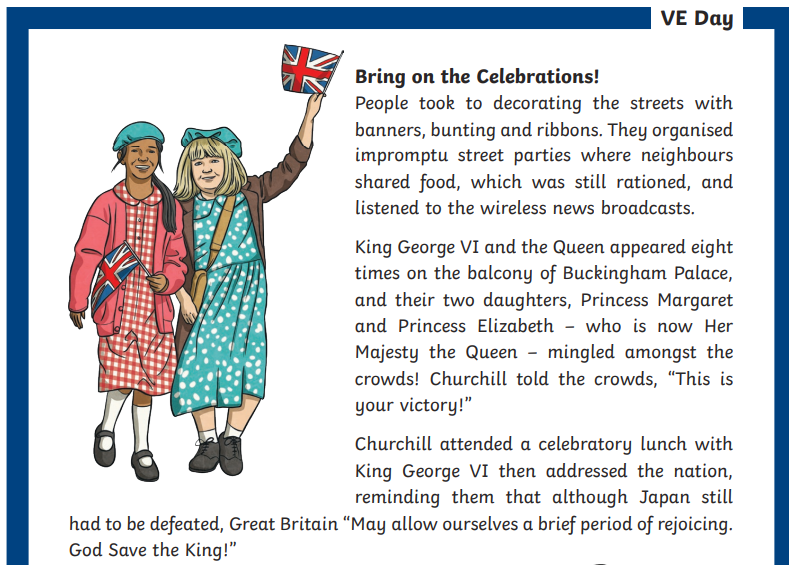 VE Day
Bring on the Celebrations!
People took to decorating the streets with
banners, bunting and ribbons. They organised
impromptu street parties where neighbours
shared food, which was still rationed, and
listened to the wireless news broadcasts.
King George VI and the Queen appeared eight
times on the balcony of Buckingham Palace,
and their two daughters, Princess Margaret
and Princess Elizabeth – who is now Her
Majesty the Queen – mingled amongst the
crowds! Churchill told the crowds, “This is
your victory!”
Churchill attended a celebratory lunch with
King George VI then addressed the nation,
reminding them that although Japan still
had to be defeated, Great Britain “May allow ourselves a brief period of rejoicing.
God Save the King!”